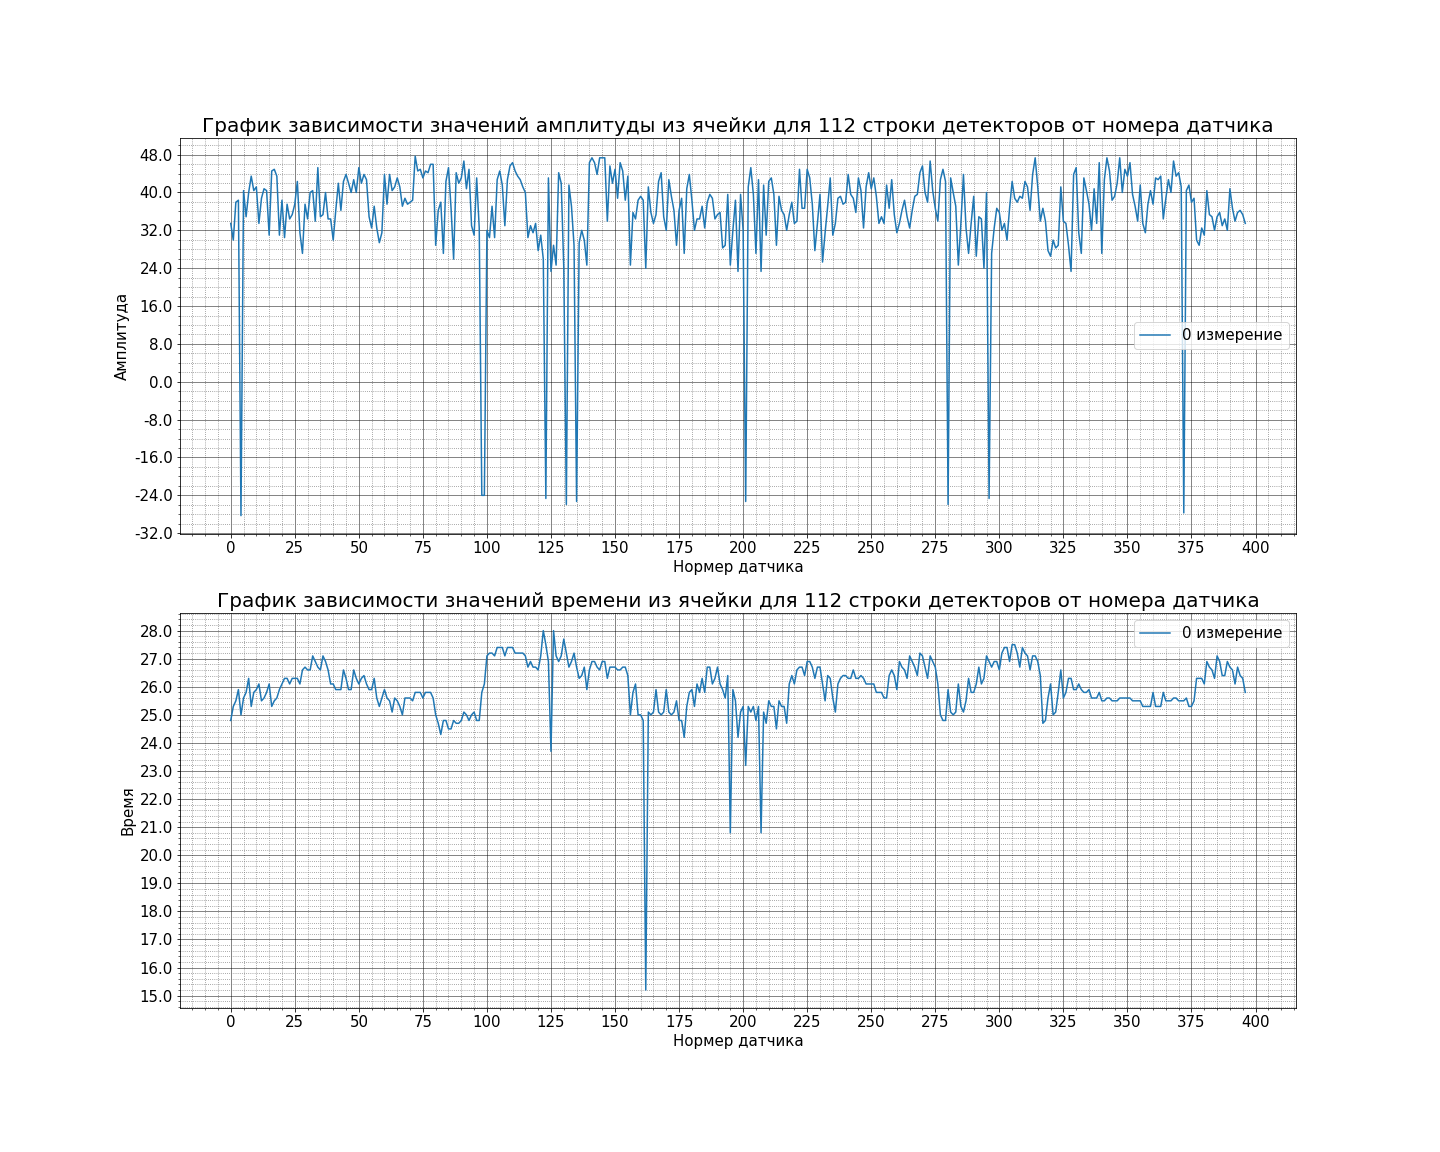 График зависимости значений амплитуды из ячейки для 112 строки детекторов от номера датчика
48.0
40.0
32.0
24.0
16.0
8.0
0.0
-8.0
-16.0
-24.0
-32.0
Амплитуда
0 измерение
0 25 50 75 100 125 150 175 200 225 250 275 300 325 350 375 400
Нормер датчика
График зависимости значений времени из ячейки для 112 строки детекторов от номера датчика
28.0
27.0
26.0
25.0
24.0
23.0
22.0
21.0
20.0
19.0
18.0
17.0
16.0
15.0
Время
0 измерение
0 25 50 75 100 125 150 175 200 225 250 275 300 325 350 375 400
Нормер датчика